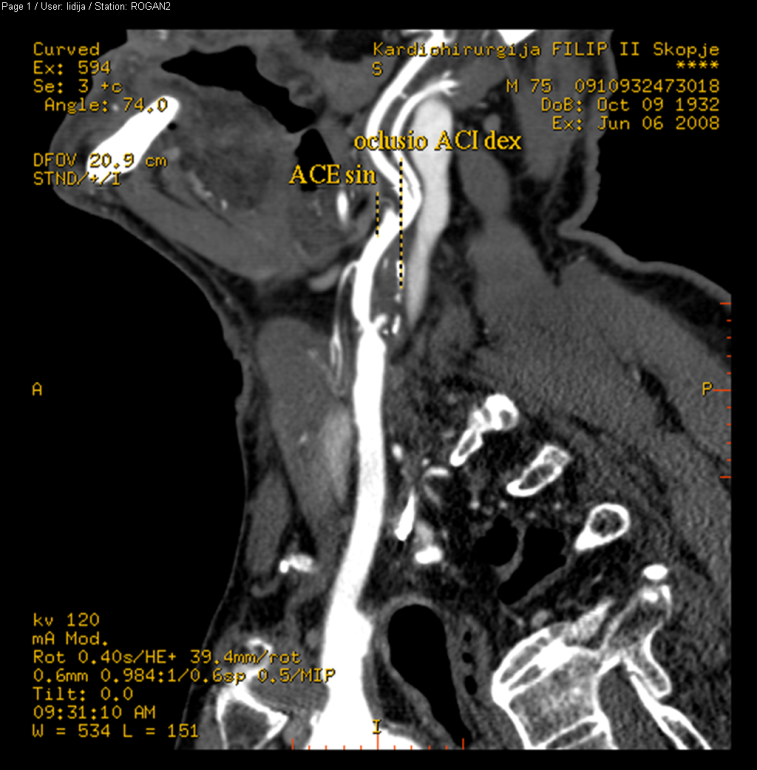 Page 1 / User: lidija / Station: ROGAN2
Curved
Ex: 594
Se: 3 +c
Angle: 74.0
DFOV 20.9 cm
STND/+/I
Kardiohirurgija FILIP II Skopje
S
****
M 75 0910932473018
DoB: Oct 09 1932
Ex: Jun 06 2008
oclusio ACI dex
ACE sin
A
P
kv 120
mA Mod.
Rot 0.40s/HE+ 39.4mm/rot
0.6mm 0.984:1/0.6sp 0.5/MIP
Tilt: 0.0
09:31:10 AM
W = 534 L = 151
I